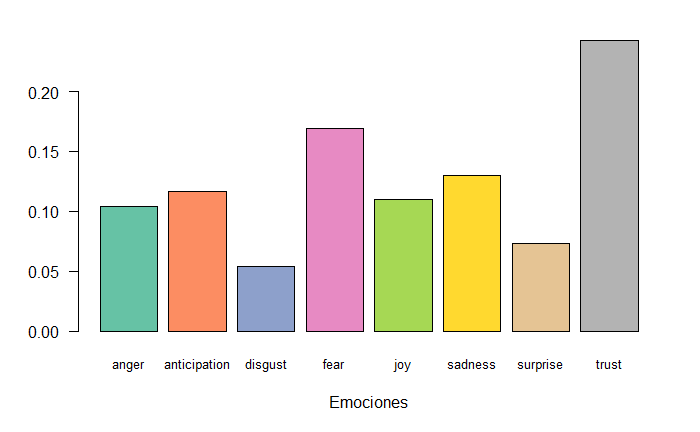 0.20
0.15
0.10
0.05
0.00
anger anticipation disgust fear joy sadness surprise trust
Emociones